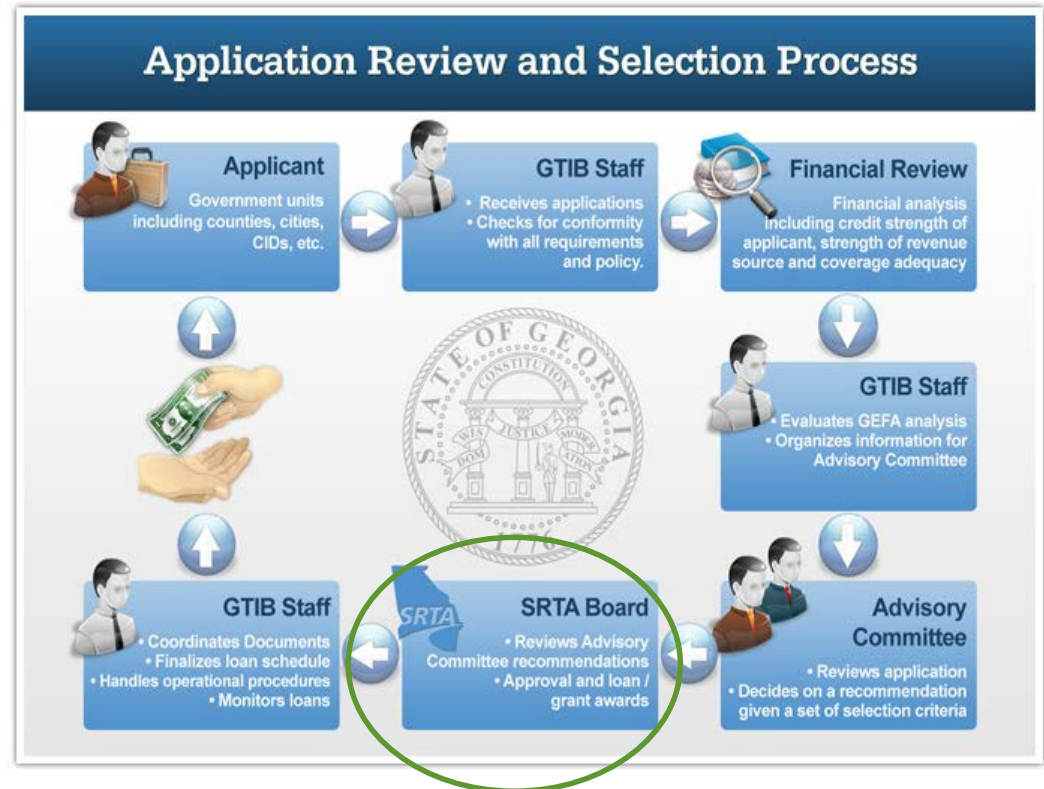 Application Review and Selection Process
Applicant
Government units
including counties, cities,
CIDs, etc.
GTIB Staff
• Receives applications
• Checks for conformity
with all requirements
and policy.
Financial Review
Financial analysis
including credit strength of
applicant, strength of revenue
source and coverage adequacy
GTIB Staff
• Evaluates GEFA analysis
• Organizes information for
Advisory Committee
Advisory
Committee
• Reviews application
• Decides on a recommendation
given a set of selection criteria
SRTA
SRTA Board
• Reviews Advisory
Committee recommendations
• Approval and loan /
grant awards
GTIB Staff
• Coordinates Documents
• Finalizes loan schedule
• Handles operational procedures
• Monitors loans
STATE OF GEORGIA
CONSTITUTION
WISDOM
JUSTICE
MODERATION
1776